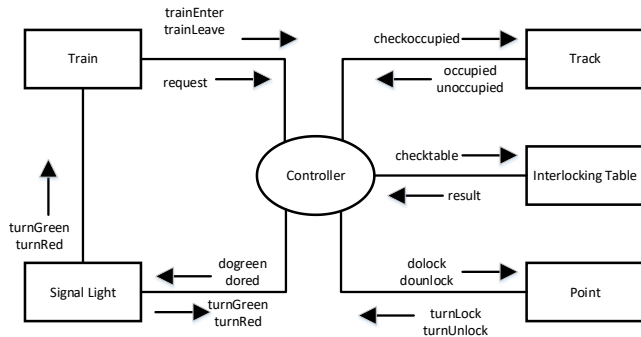 trainEnter
trainLeave
Train
request
checkoccupied
Track
occupied
unoccupied
checktable
Controller
Interlocking Table
result
turnGreen
turnRed
dogreen
dored
Signal Light
turnGreen
turnRed
dolock
dounlock
Point
turnLock
turnUnlock